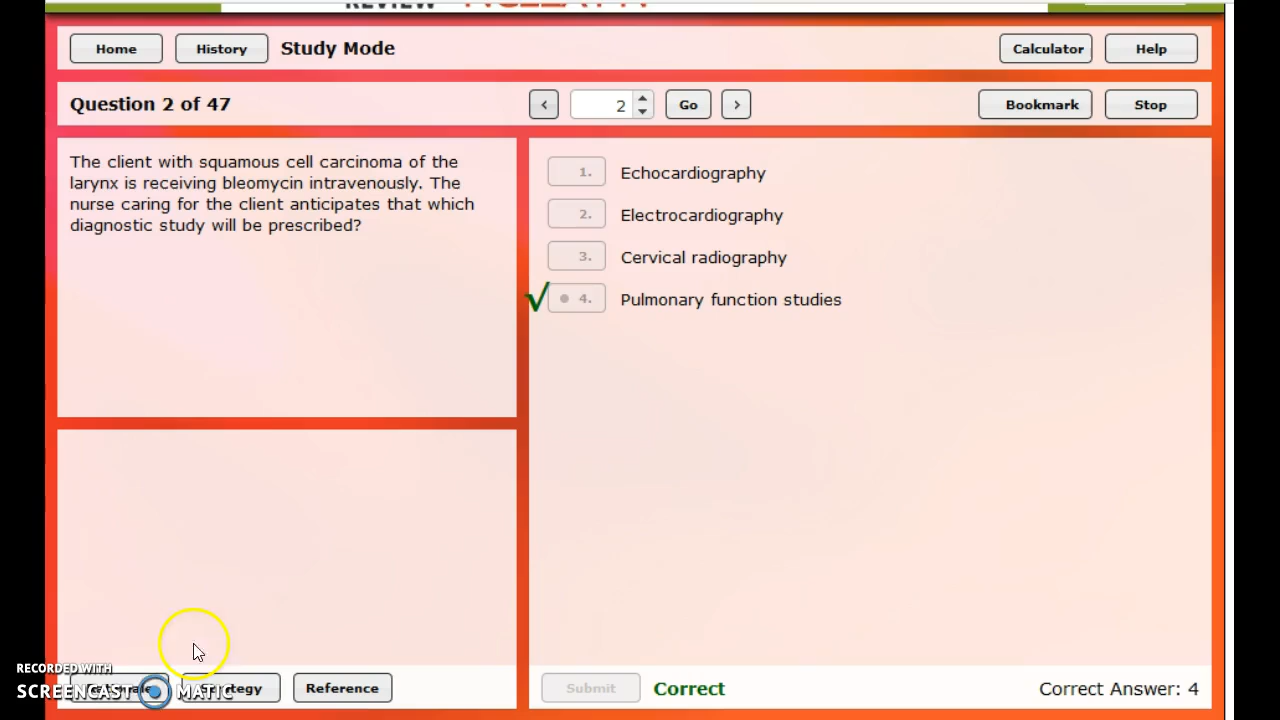 REVIEW NCLEX-PN
Home
History
Study Mode
Calculator
Help
Question 2 of 47
<
2
Go
>
Bookmark
Stop
The client with squamous cell carcinoma of the
larynx is receiving bleomycin intravenously. The
nurse caring for the client anticipates that which
diagnostic study will be prescribed?
1. Echocardiography
2. Electrocardiography
3. Cervical radiography
4. Pulmonary function studies
Reference
Submit
Correct
Correct Answer: 4
RECORDED WITH
SCREENCAST MATIC